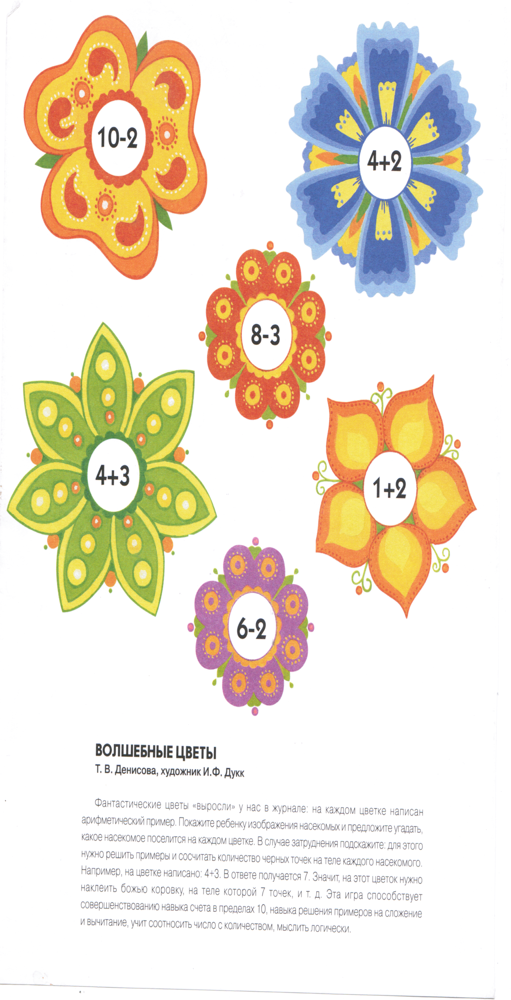 10-2
4+2
8-3
4+3
1+2
6-2
ВОЛШЕБНЫЕ ЦВЕТЫ
Т. В. Денисова, художник И.Ф. Дукк
Фантастические цветы «выросли» у нас в журнале: на каждом цветке написан
арифметический пример. Покажите ребенку изображения насекомых и предложите угадать,
какое насекомое поселится на каждом цветке. В случае затруднения подскажите: для этого
нужно решить примеры и сосчитать количество черных точек на теле каждого насекомого.
Например, на цветке написано: 4+3. В ответе получается 7. Значит, на этот цветок нужно
наклеить божью коровку, на теле которой 7 точек, и т. д. Эта игра способствует
совершенствованию навыка счета в пределах 10, навыка решения примеров на сложение
и вычитание, учит соотносить число с количеством, мыслить логически.